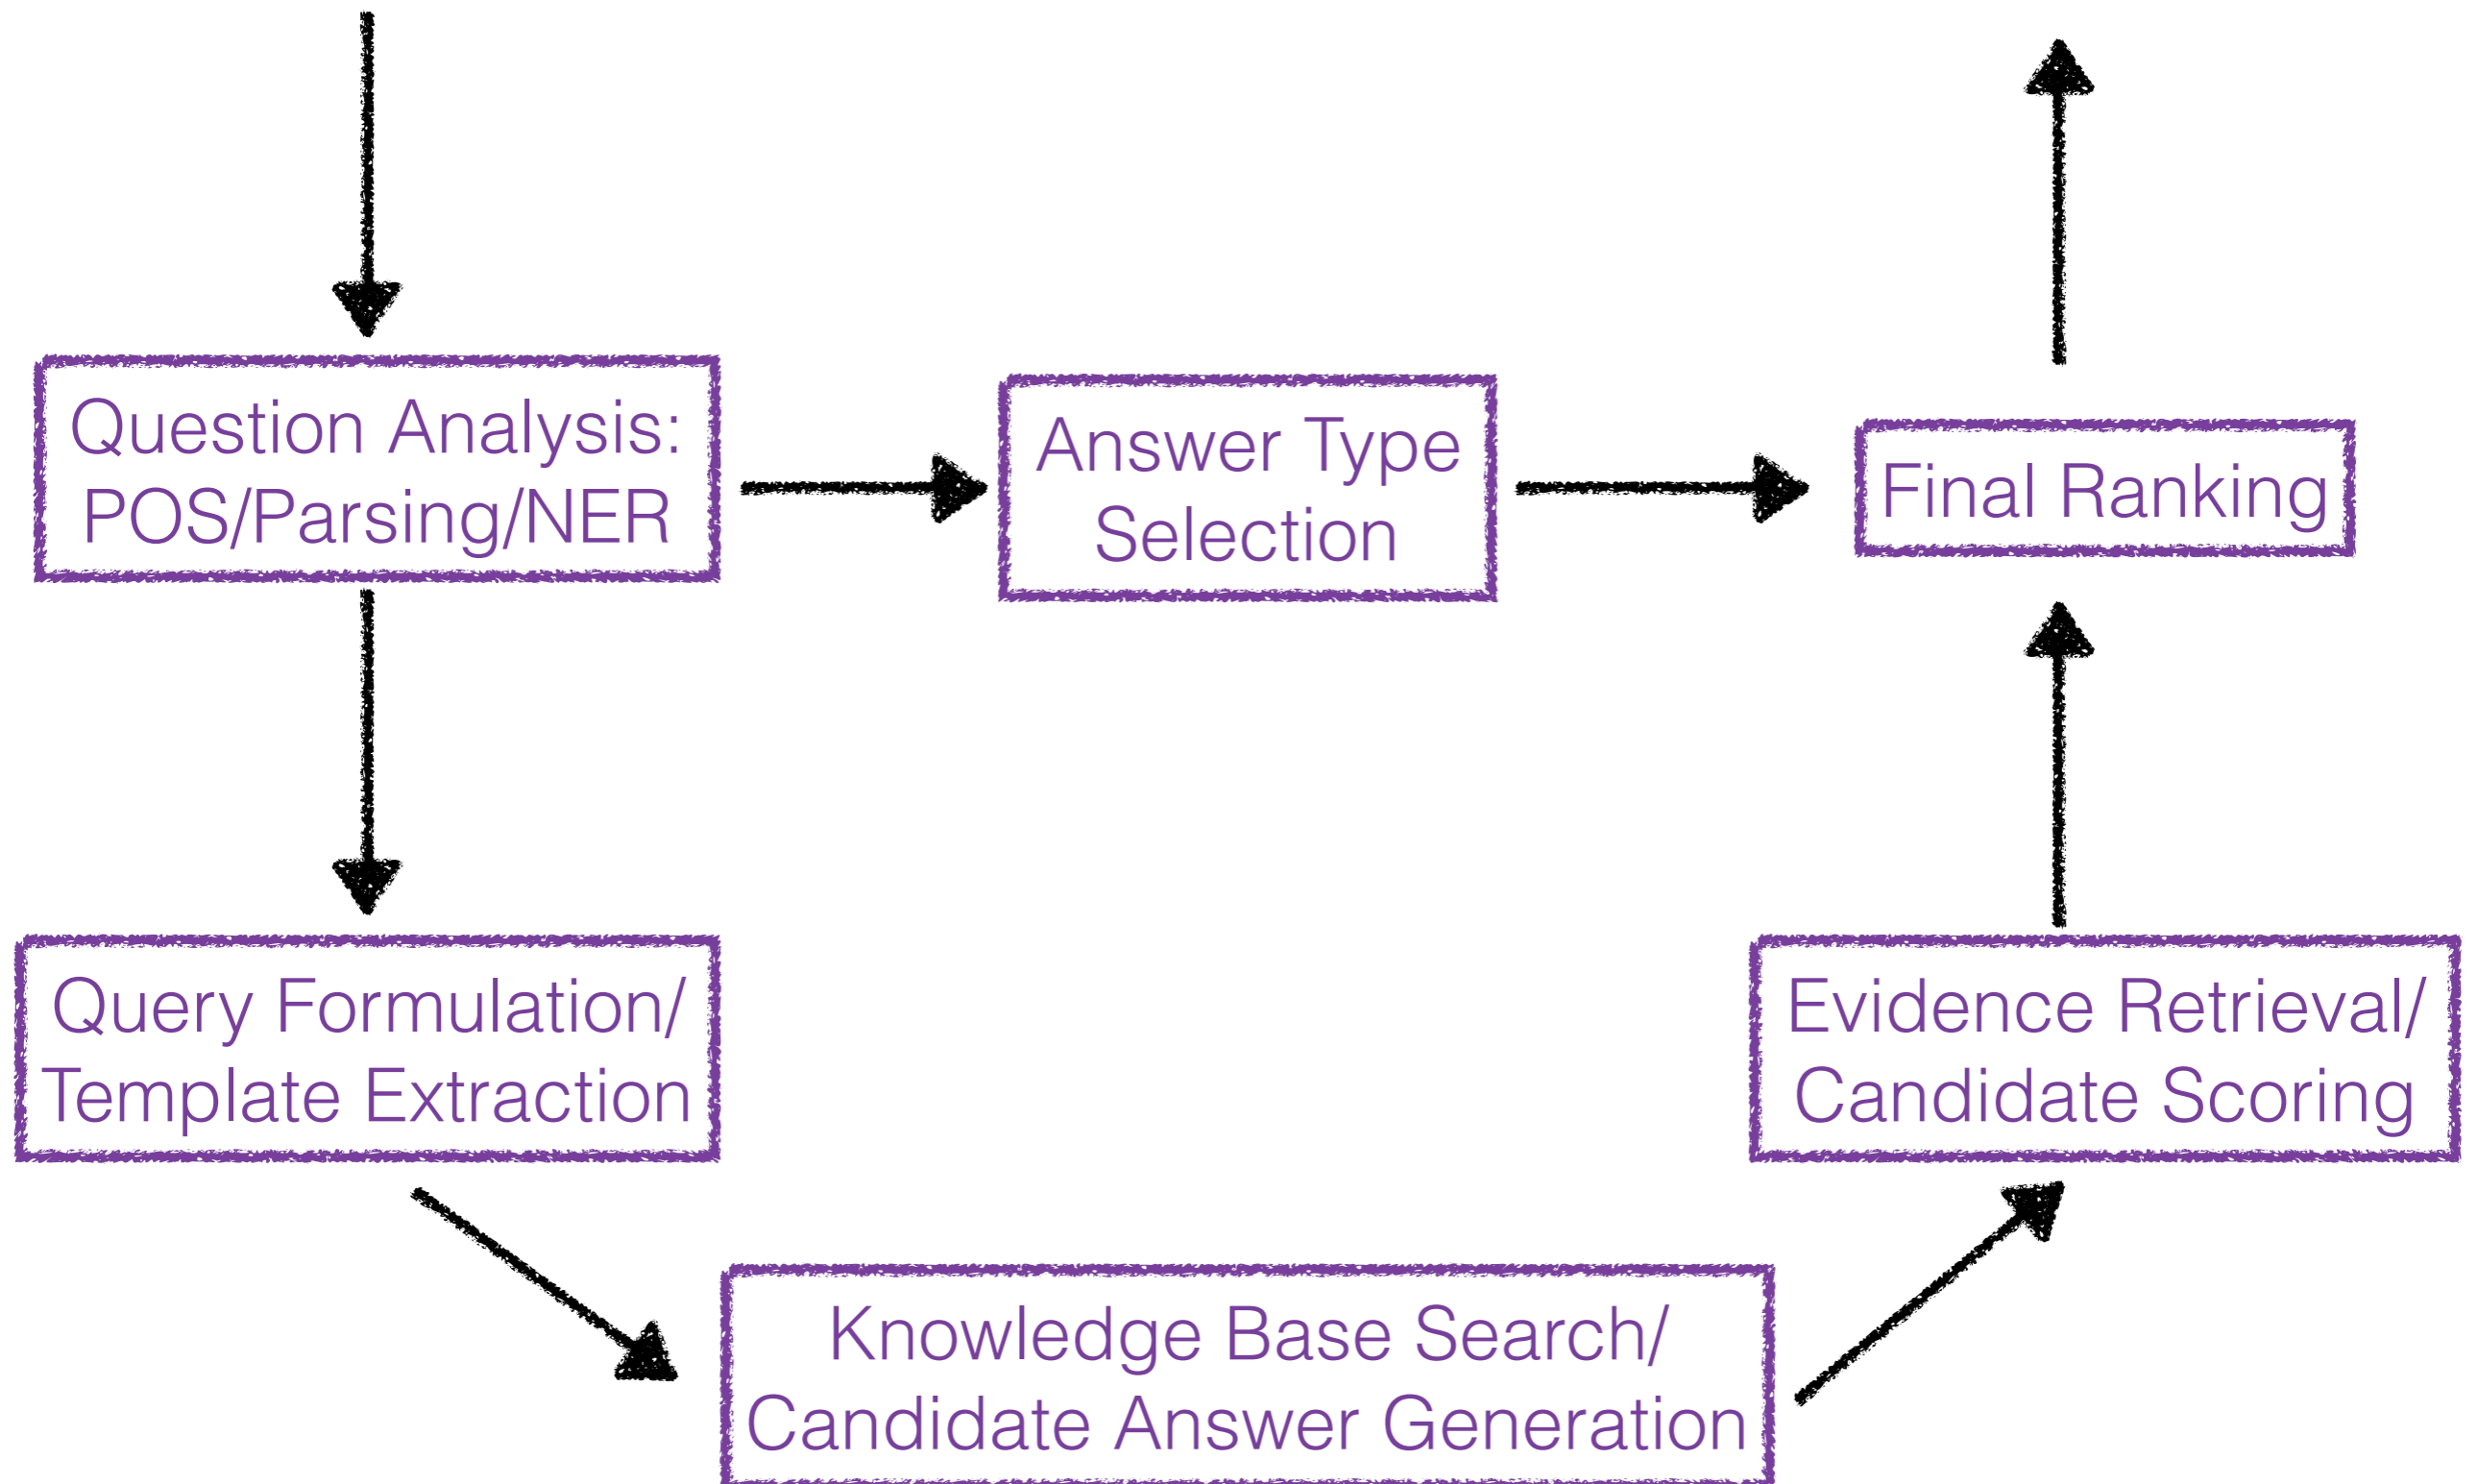 Question Analysis:
POS/Parsing/NER
Answer Type
Selection
Final Ranking
Query Formulation/
Template Extraction
Evidence Retrieval/
Candidate Scoring
Knowledge Base Search/
Candidate Answer Generation